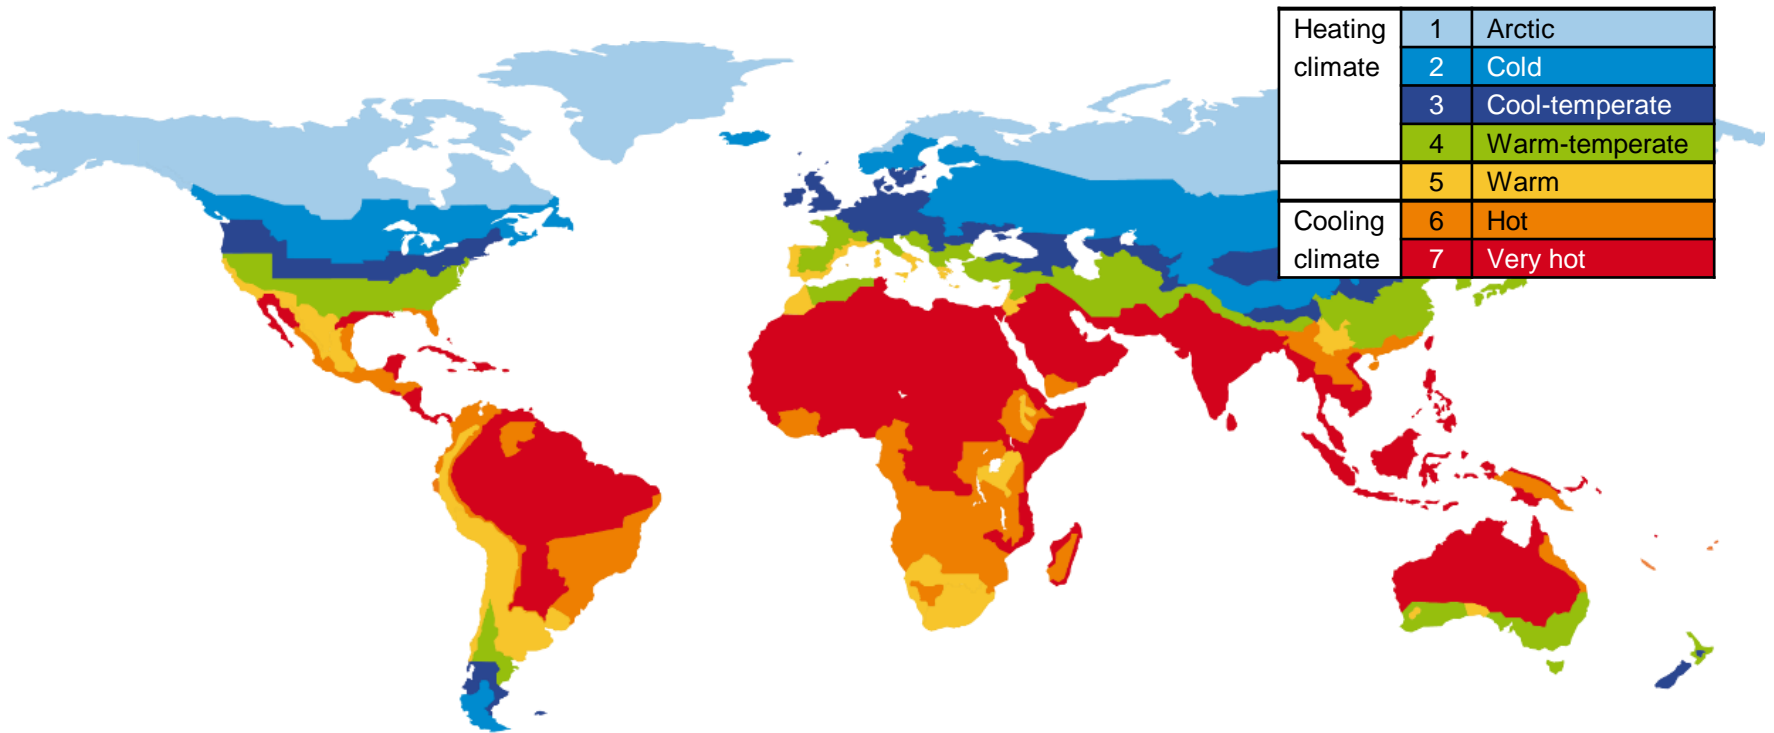 Heating 1 Arctic
climate 2 Cold
3 Cool-temperate
4 Warm-temperate
5 Warm
Cooling 6 Hot
climate 7 Very hot